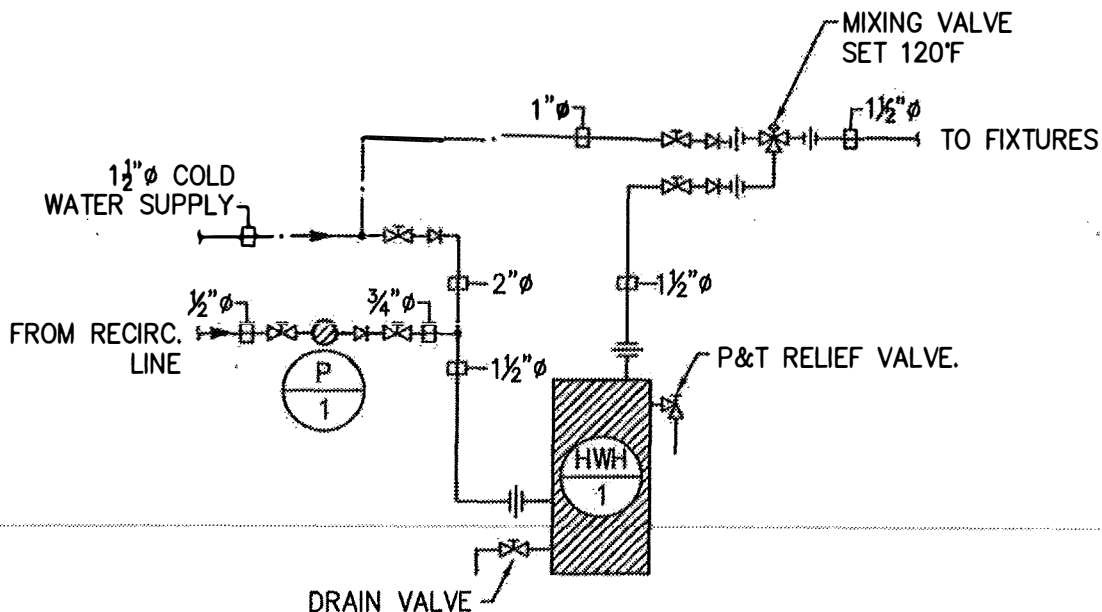 MIXING VALVE
SET 120°F
1"ø
1½"ø
TO FIXTURES
1½"ø COLD
WATER SUPPLY
2"ø
1½"ø
½"ø
¾"ø
FROM RECIRC.
LINE
1½"ø
P&T RELIEF VALVE.
P
1
HWH
1
DRAIN VALVE